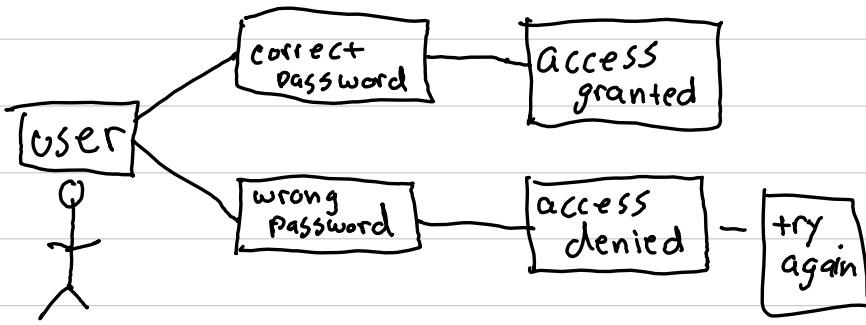 user
correct
password
access
granted
wrong
password
access
denied
try
again